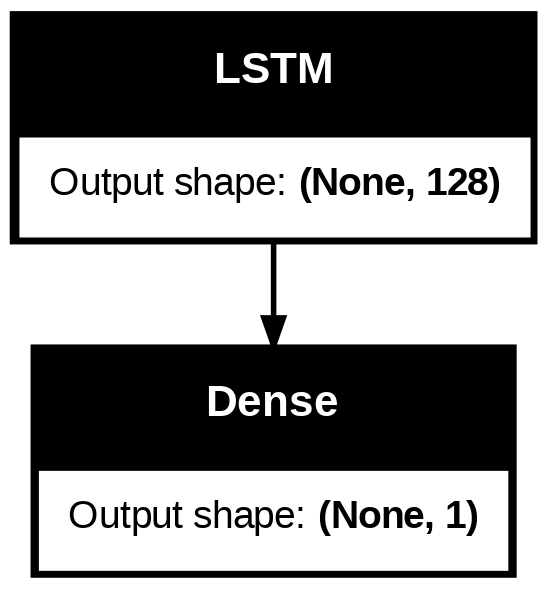 LSTM
Output shape: (None, 128)
Dense
Output shape: (None, 1)